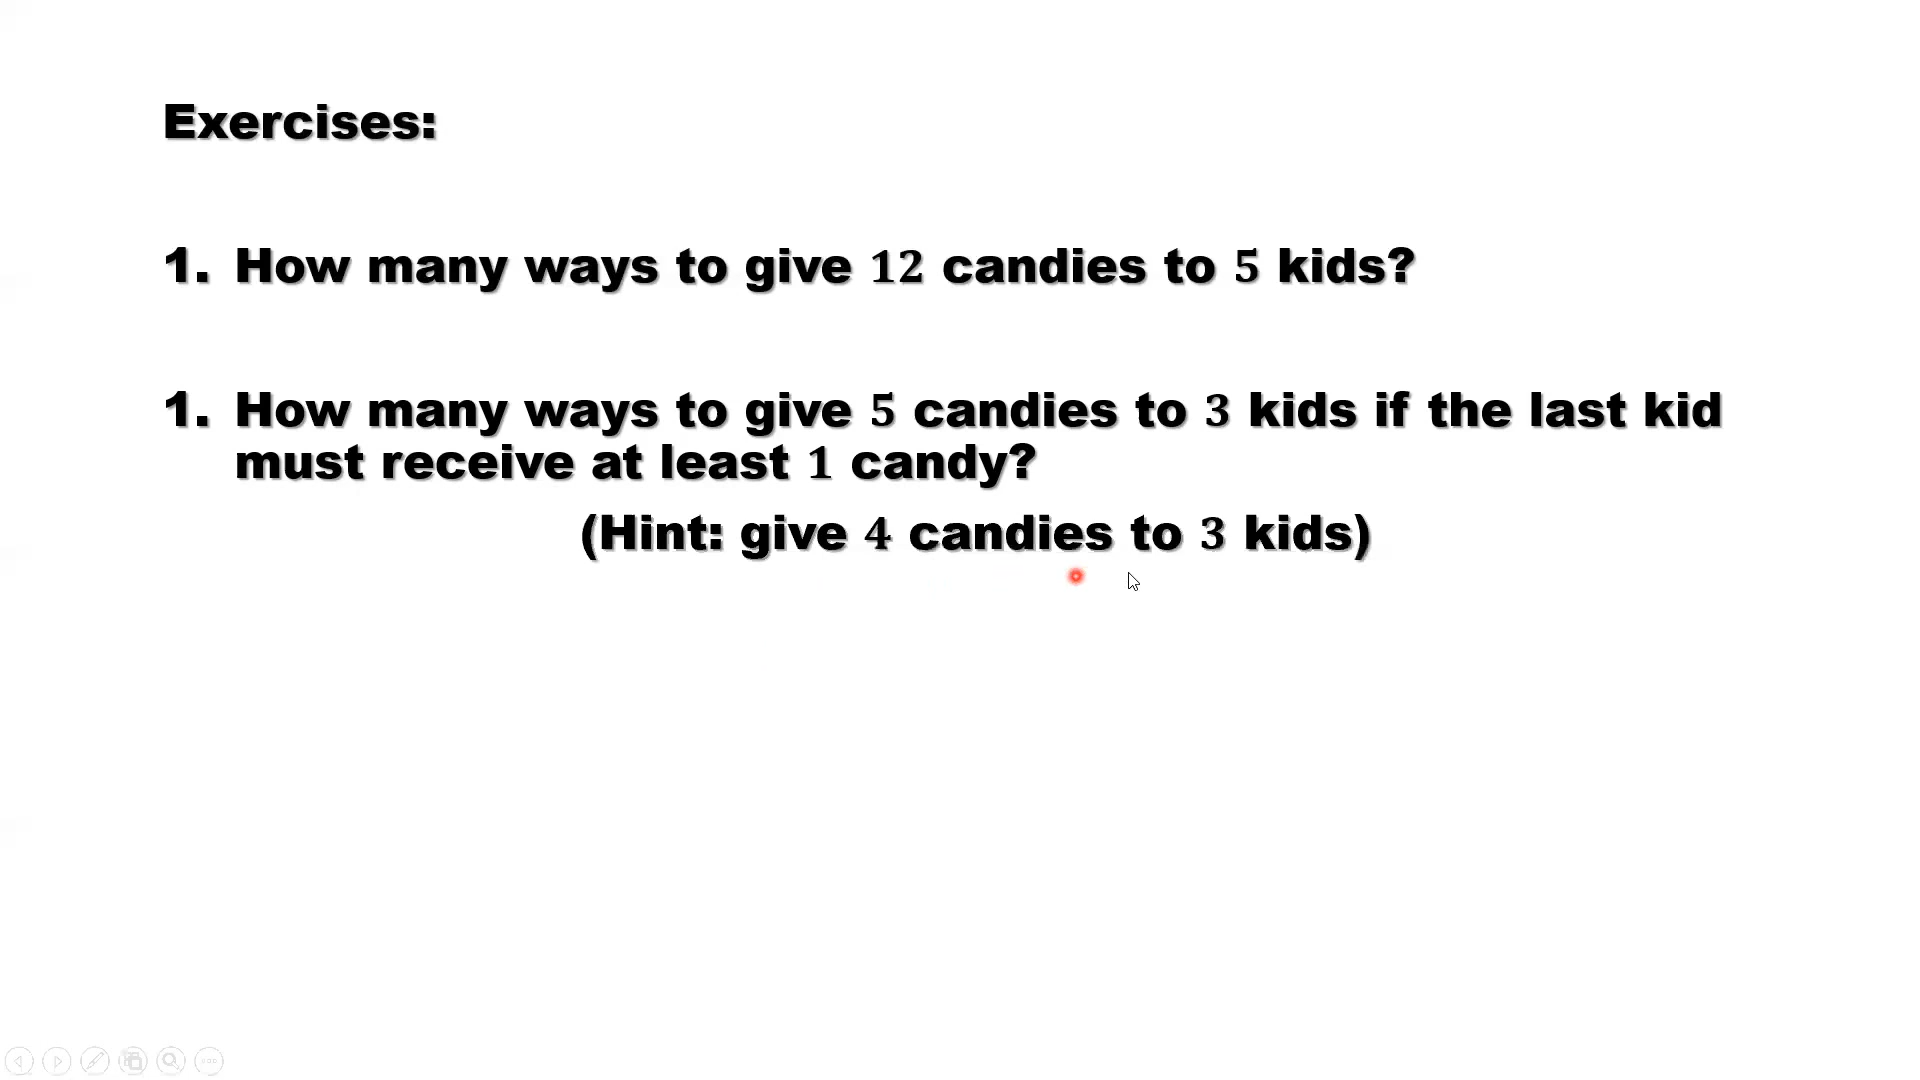 Exercises:
1. How many ways to give 12 candies to 5 kids?
1. How many ways to give 5 candies to 3 kids if the last kid
must receive at least 1 candy?
(Hint: give 4 candies to 3 kids)